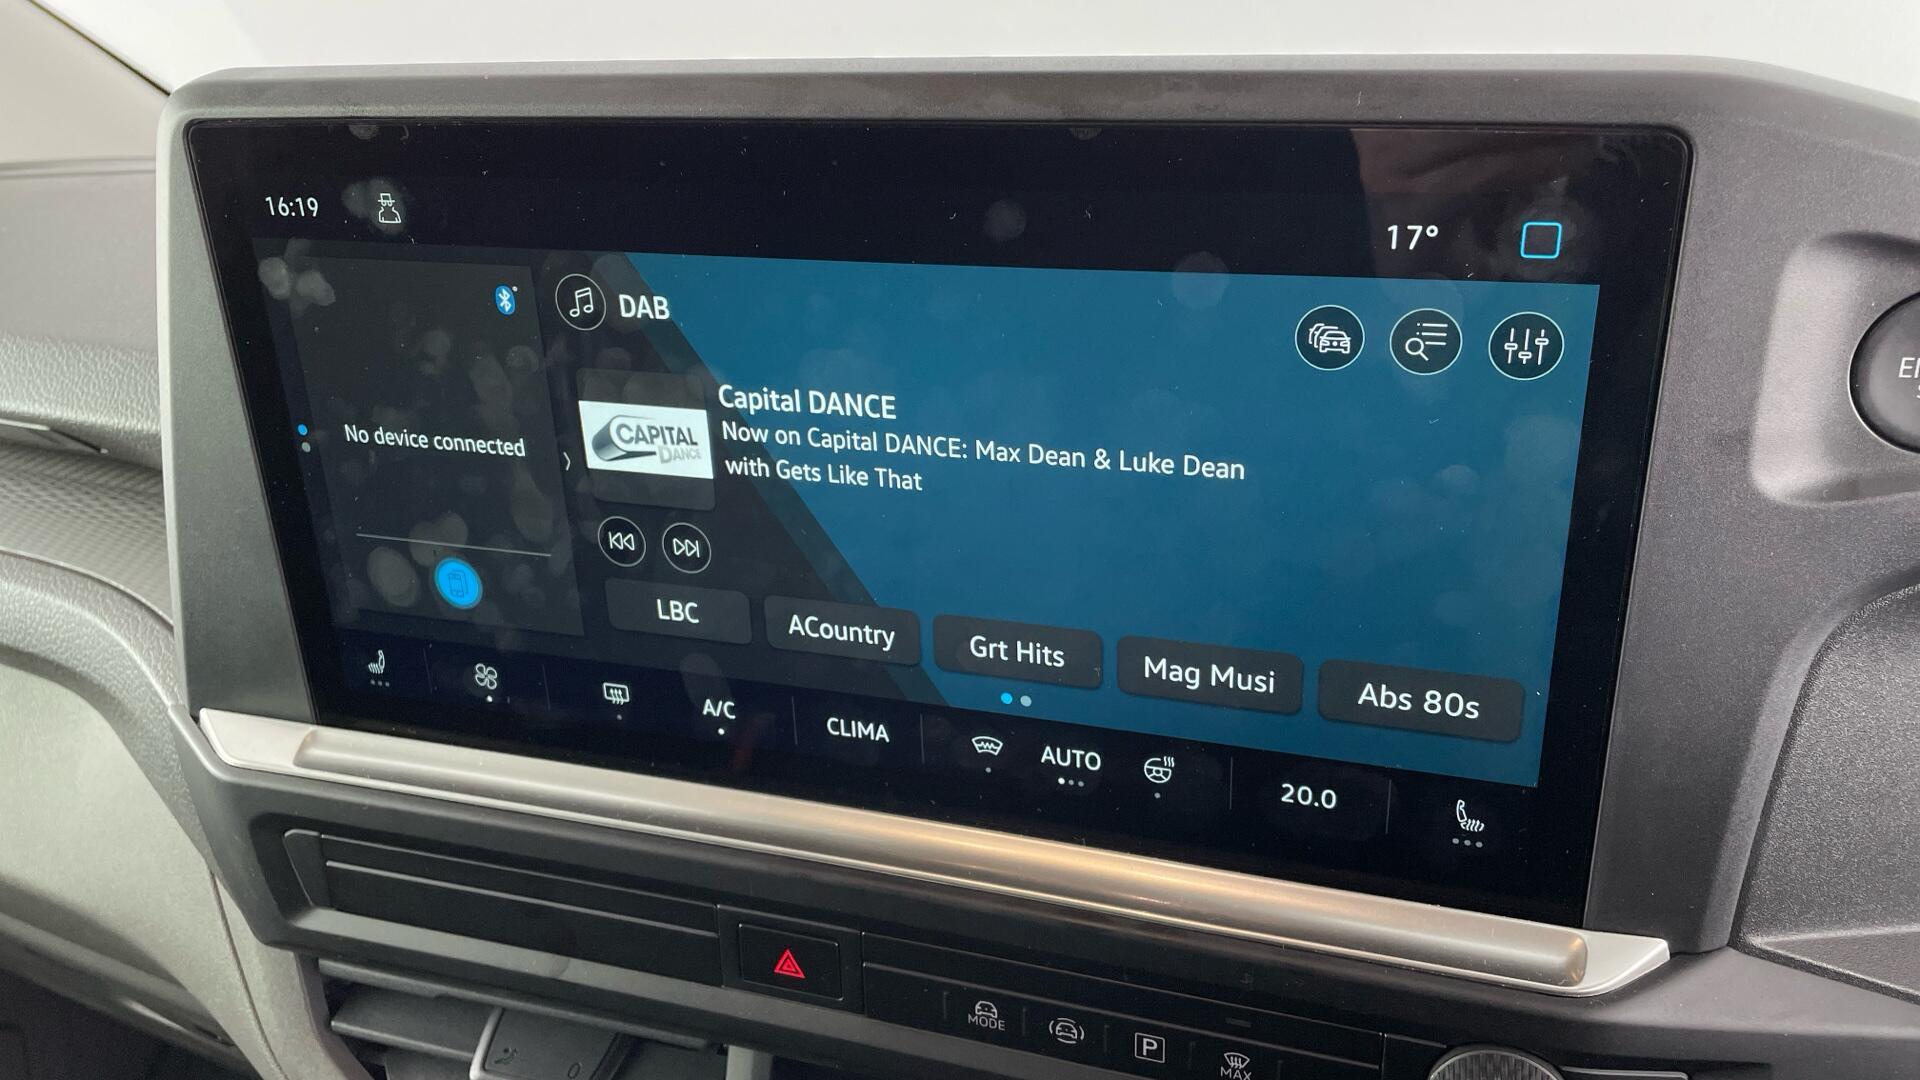 16:19
17°
DAB
No device connected
CAPITAL
DANCE
Capital DANCE
Now on Capital DANCE: Max Dean & Luke Dean
with Gets Like That
LBC
ACountry
Grt Hits
Mag Musi
Abs 80s
A/C
CLIMA
AUTO
20.0
MODE
P
MAX
0